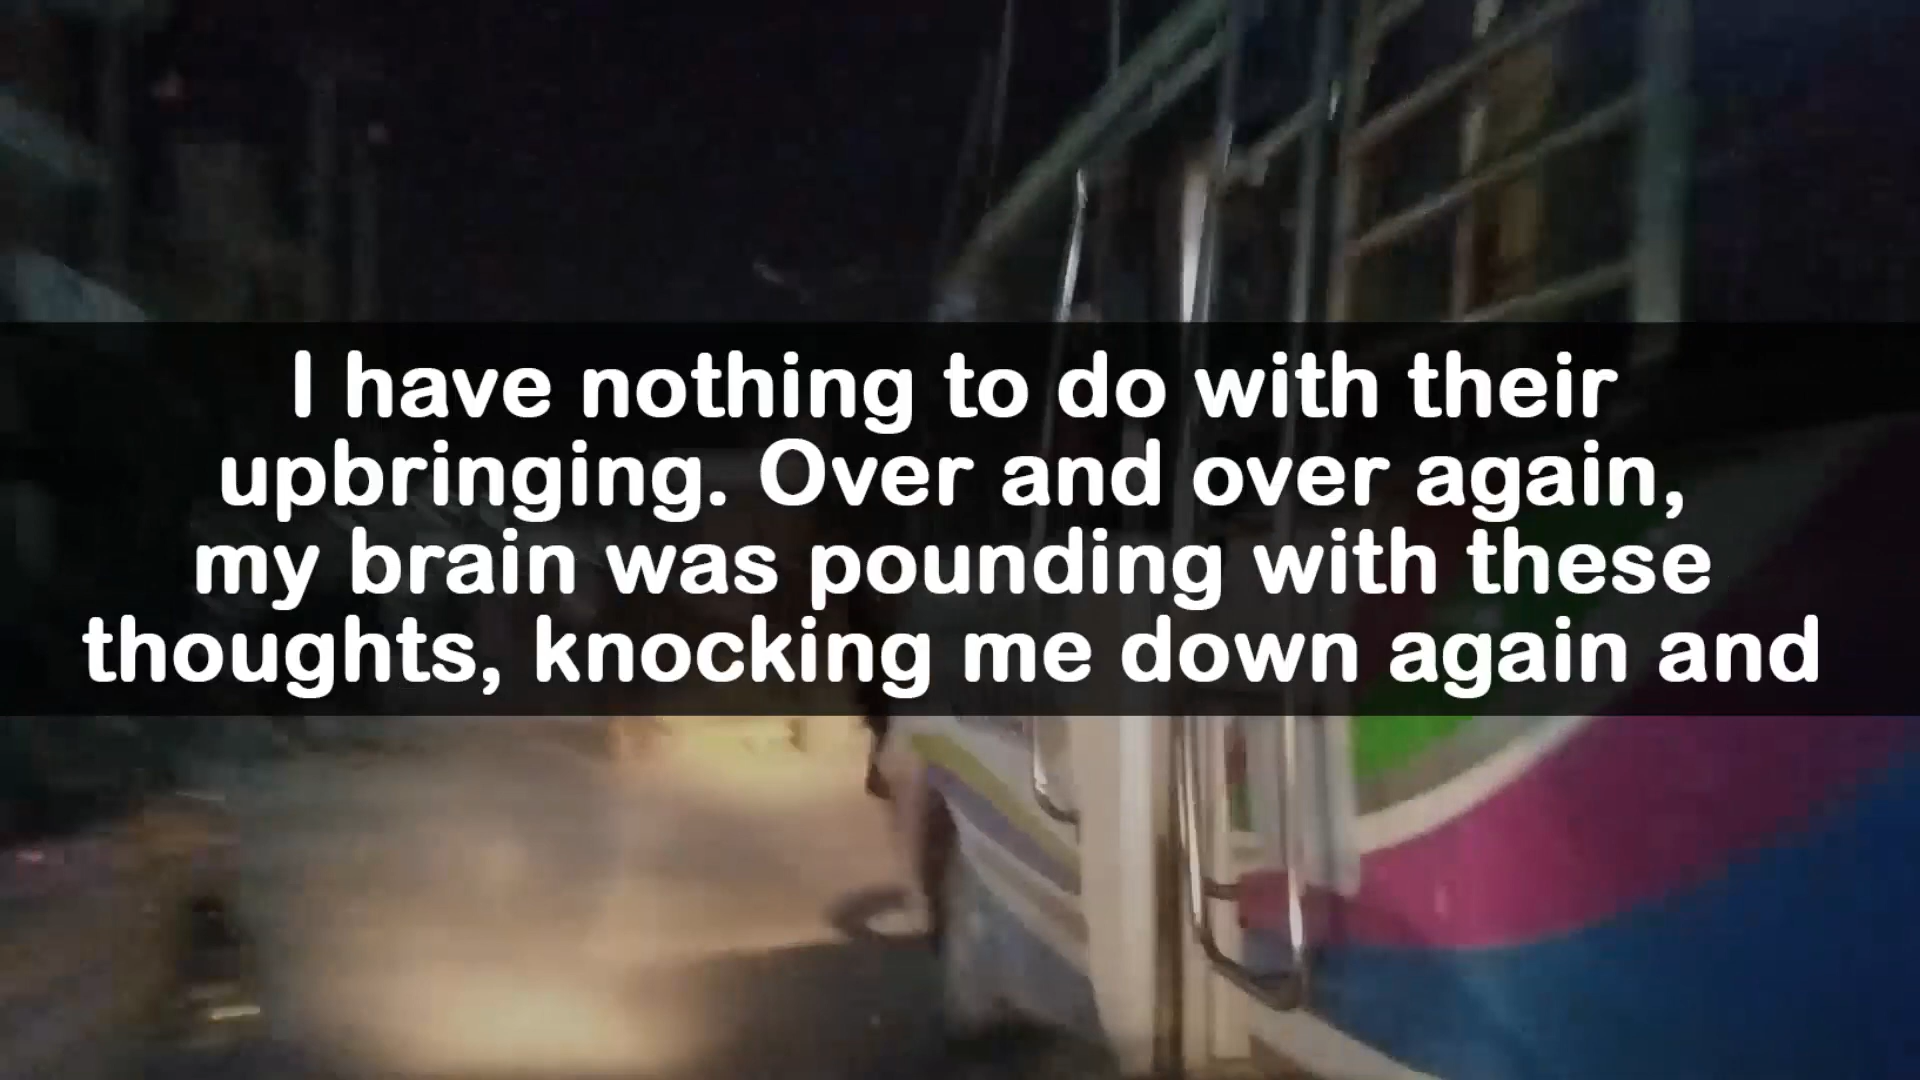 I have nothing to do with their
upbringing. Over and over again,
my brain was pounding with these
thoughts, knocking me down again and